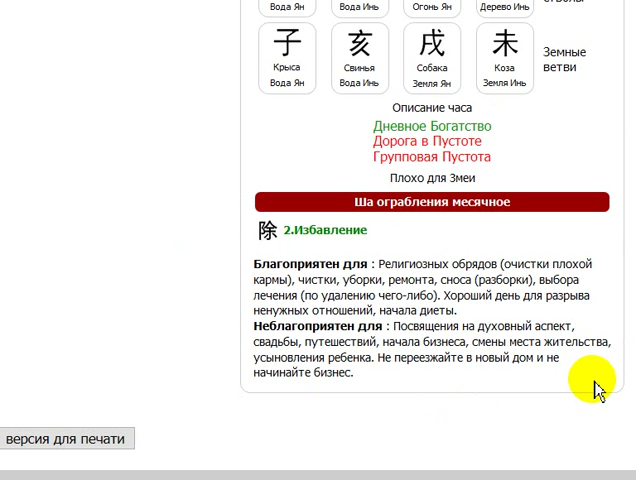 Вода Ян Вода Инь Огонь Ян Дерево Инь
子 亥 戌 未 Земные
Крыса Свинья Собака Коза ветви
Вода Ян Вода Инь Земля Ян Земля Инь
Описание часа
Дневное Богатство
Дорога в Пустоте
Групповая Пустота
Плохо для Змеи
Ша ограбления месячное
除 2.Избавление
Благоприятен для : Религиозных обрядов (очистки плохой
кармы), чистки, уборки, ремонта, сноса (разборки), выбора
лечения (по удалению чего-либо). Хороший день для разрыва
ненужных отношений, начала диеты.
Неблагоприятен для : Посвящения на духовный аспект,
свадьбы, путешествий, начала бизнеса, смены места жительства,
усыновления ребенка. Не переезжайте в новый дом и не
начинайте бизнес.
версия для печати